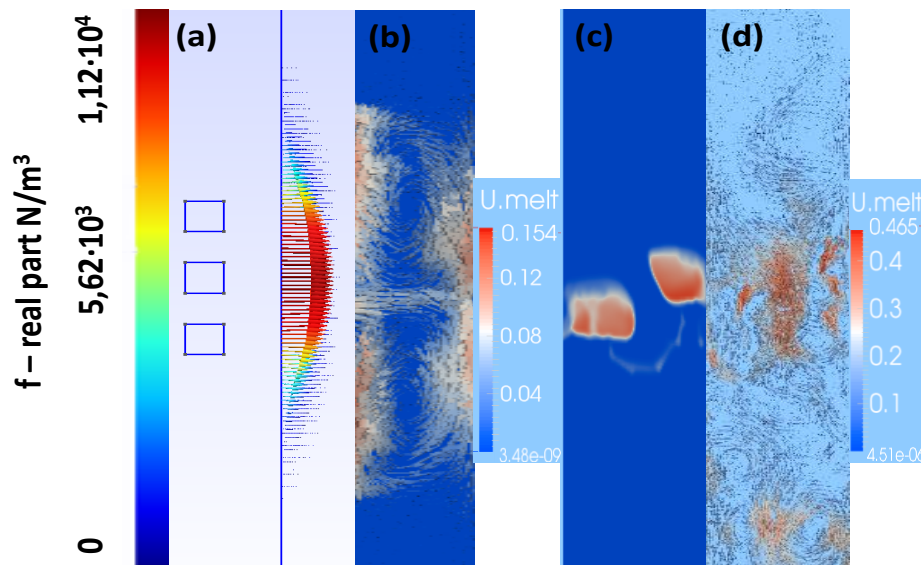 f – real part N/m³
1,12·10⁴
5,62·10³
0
(a)
(b)
(c)
(d)
U.melt
0.154
0.12
0.08
0.04
3.48e-09
U.melt
0.465
0.4
0.3
0.2
0.1
4.51e-06